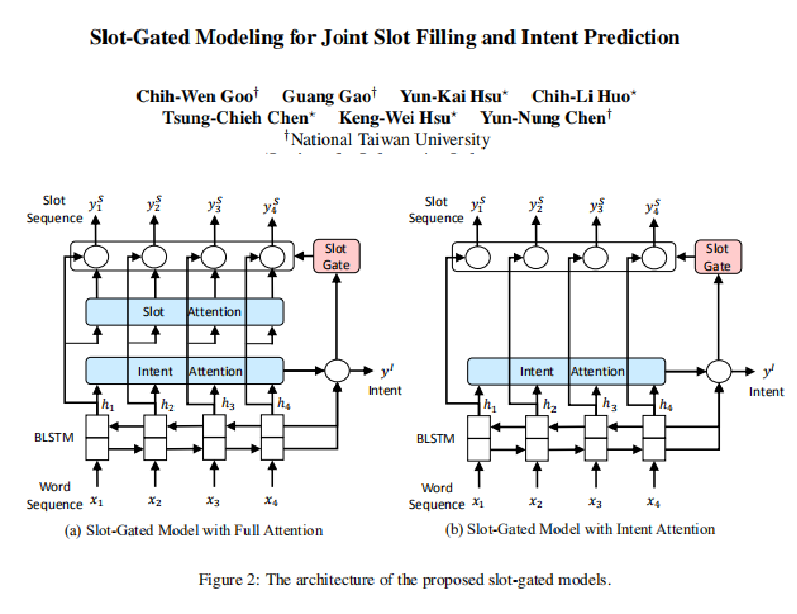 Slot-Gated Modeling for Joint Slot Filling and Intent Prediction
Chih-Wen Goo† Guang Gao† Yun-Kai Hsu⋆ Chih-Li Huo⋆
Tsung-Chieh Chen⋆ Keng-Wei Hsu⋆ Yun-Nung Chen†
†National Taiwan University
Slot
Sequence
y₁ˢ y₂ˢ y₃ˢ y₄ˢ
Slot
Gate
Slot Attention
Intent Attention
yᴵ
Intent
h₁ h₂ h₃ h₄
BLSTM
Word
Sequence
x₁ x₂ x₃ x₄
(a) Slot-Gated Model with Full Attention
Slot
Sequence
y₁ˢ y₂ˢ y₃ˢ y₄ˢ
Slot
Gate
Intent Attention
yᴵ
Intent
h₁ h₂ h₃ h₄
BLSTM
Word
Sequence
x₁ x₂ x₃ x₄
(b) Slot-Gated Model with Intent Attention
Figure 2: The architecture of the proposed slot-gated models.